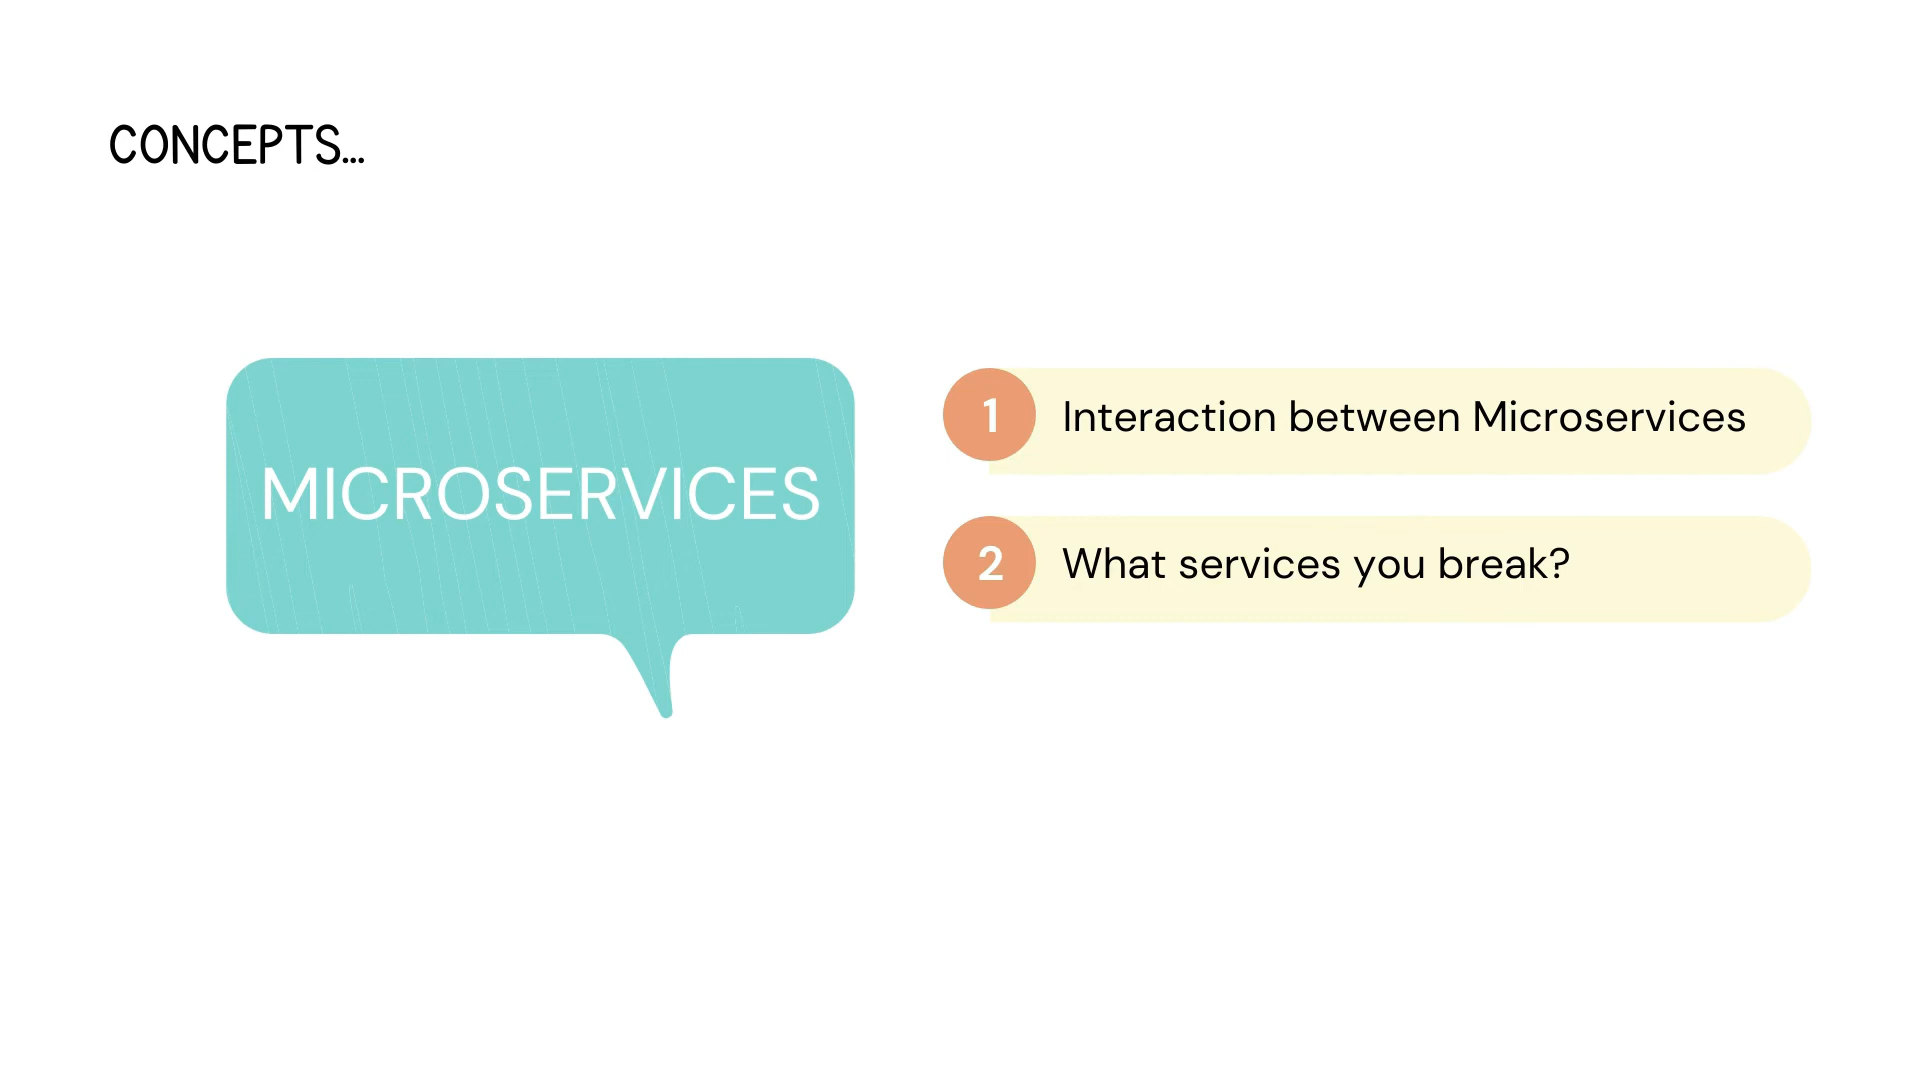 CONCEPTS...
MICROSERVICES
1 Interaction between Microservices
2 What services you break?